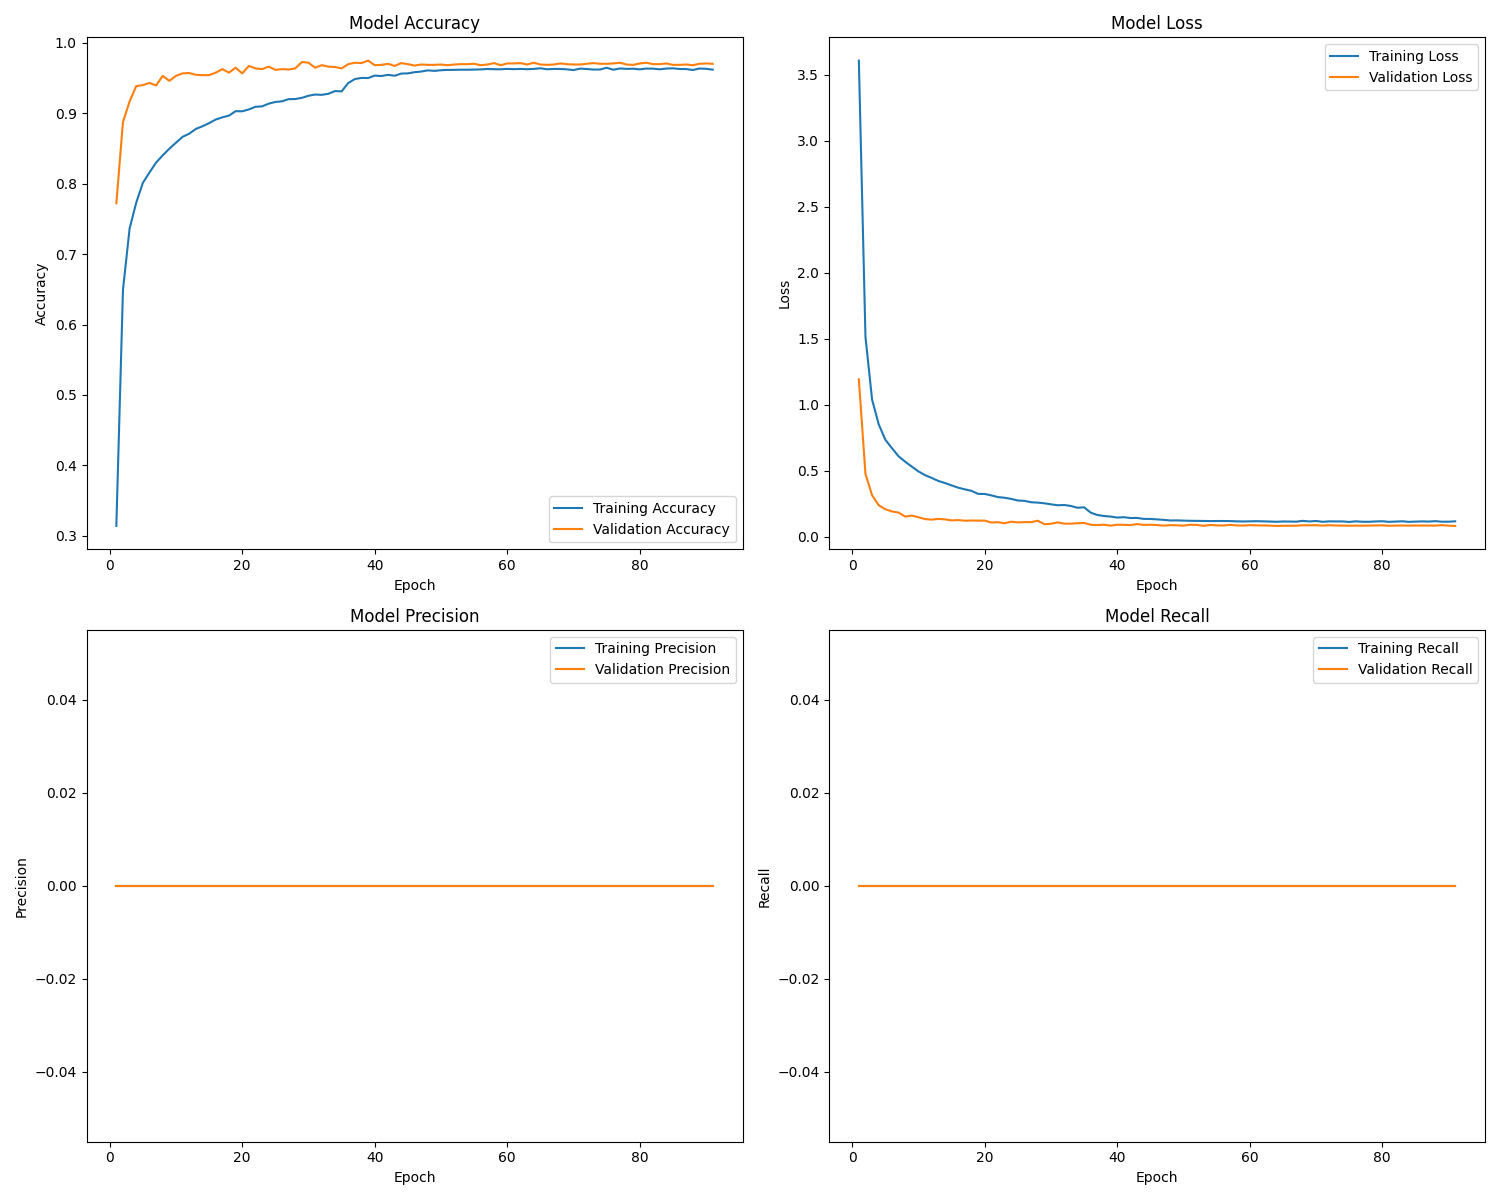 Model Accuracy
1.0
0.9
0.8
0.7
0.6
0.5
0.4
0.3
Accuracy
0
20
40
60
80
Epoch
Training Accuracy
Validation Accuracy
Model Loss
3.5
3.0
2.5
2.0
1.5
1.0
0.5
0.0
Loss
0
20
40
60
80
Epoch
Training Loss
Validation Loss
Model Precision
0.04
0.02
0.00
−0.02
−0.04
Precision
0
20
40
60
80
Epoch
Training Precision
Validation Precision
Model Recall
0.04
0.02
0.00
−0.02
−0.04
Recall
0
20
40
60
80
Epoch
Training Recall
Validation Recall